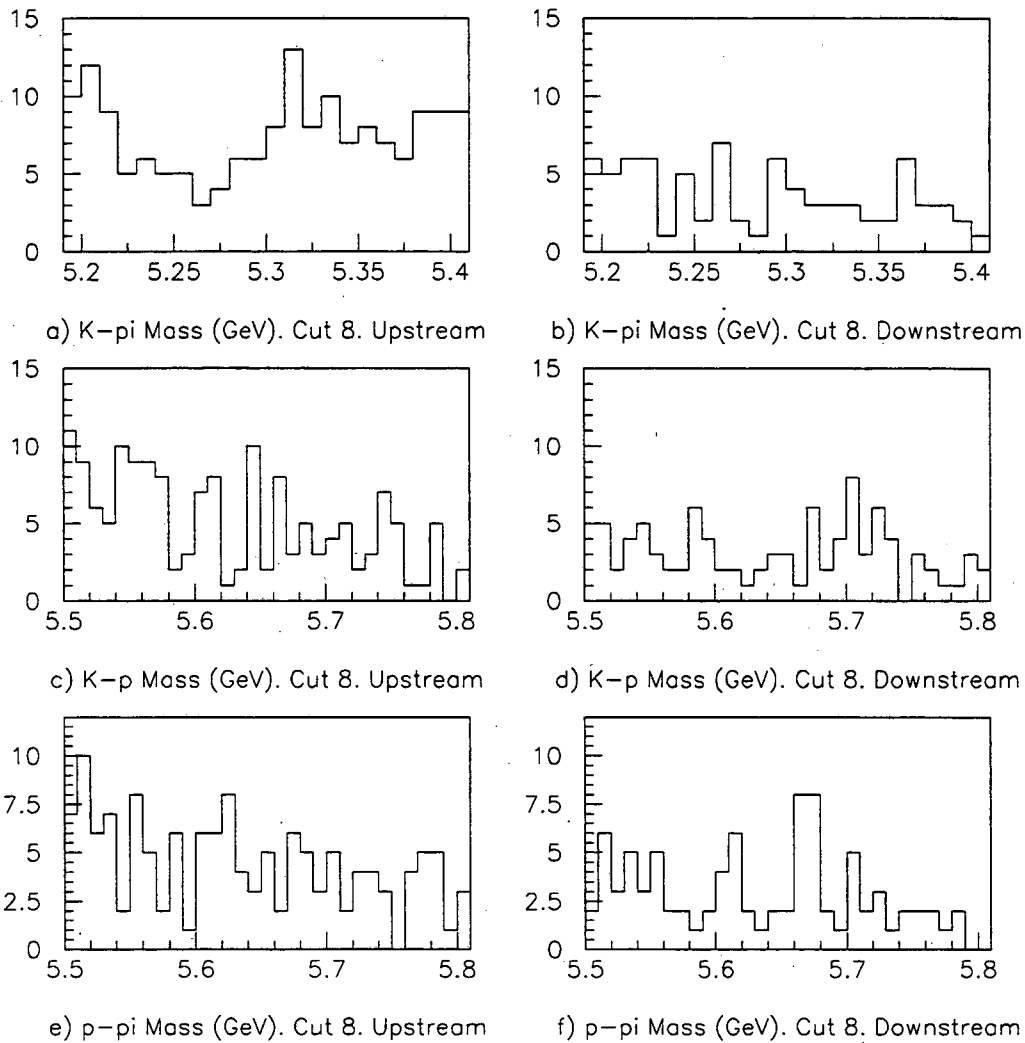 15
10
5
0
5.2 5.25 5.3 5.35 5.4
a) K-pi Mass (GeV). Cut 8. Upstream
15
10
5
0
5.2 5.25 5.3 5.35 5.4
b) K-pi Mass (GeV). Cut 8. Downstream
15
10
5
0
5.5 5.6 5.7 5.8
c) K-p Mass (GeV). Cut 8. Upstream
15
10
5
0
5.5 5.6 5.7 5.8
d) K-p Mass (GeV). Cut 8. Downstream
10
7.5
5
2.5
0
5.5 5.6 5.7 5.8
e) p-pi Mass (GeV). Cut 8. Upstream
10
7.5
5
2.5
0
5.5 5.6 5.7 5.8
f) p-pi Mass (GeV). Cut 8. Downstream